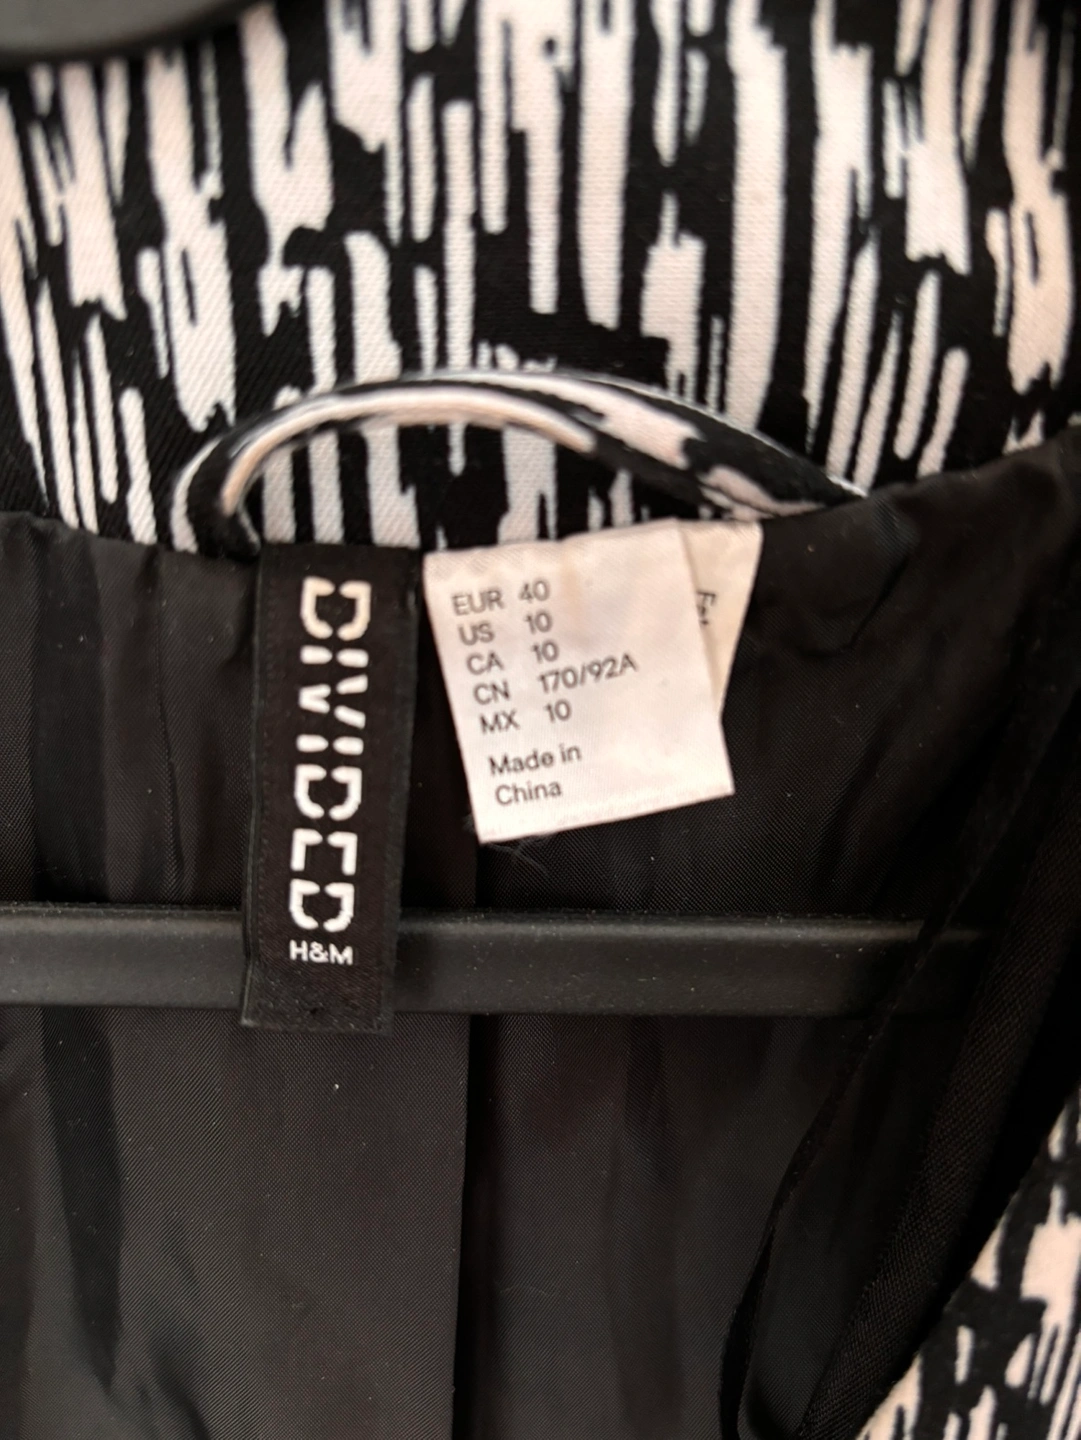 DIVIDED
H&M
EUR 40
US 10
CA 10
CN 170/92A
MX 10
Made in
China